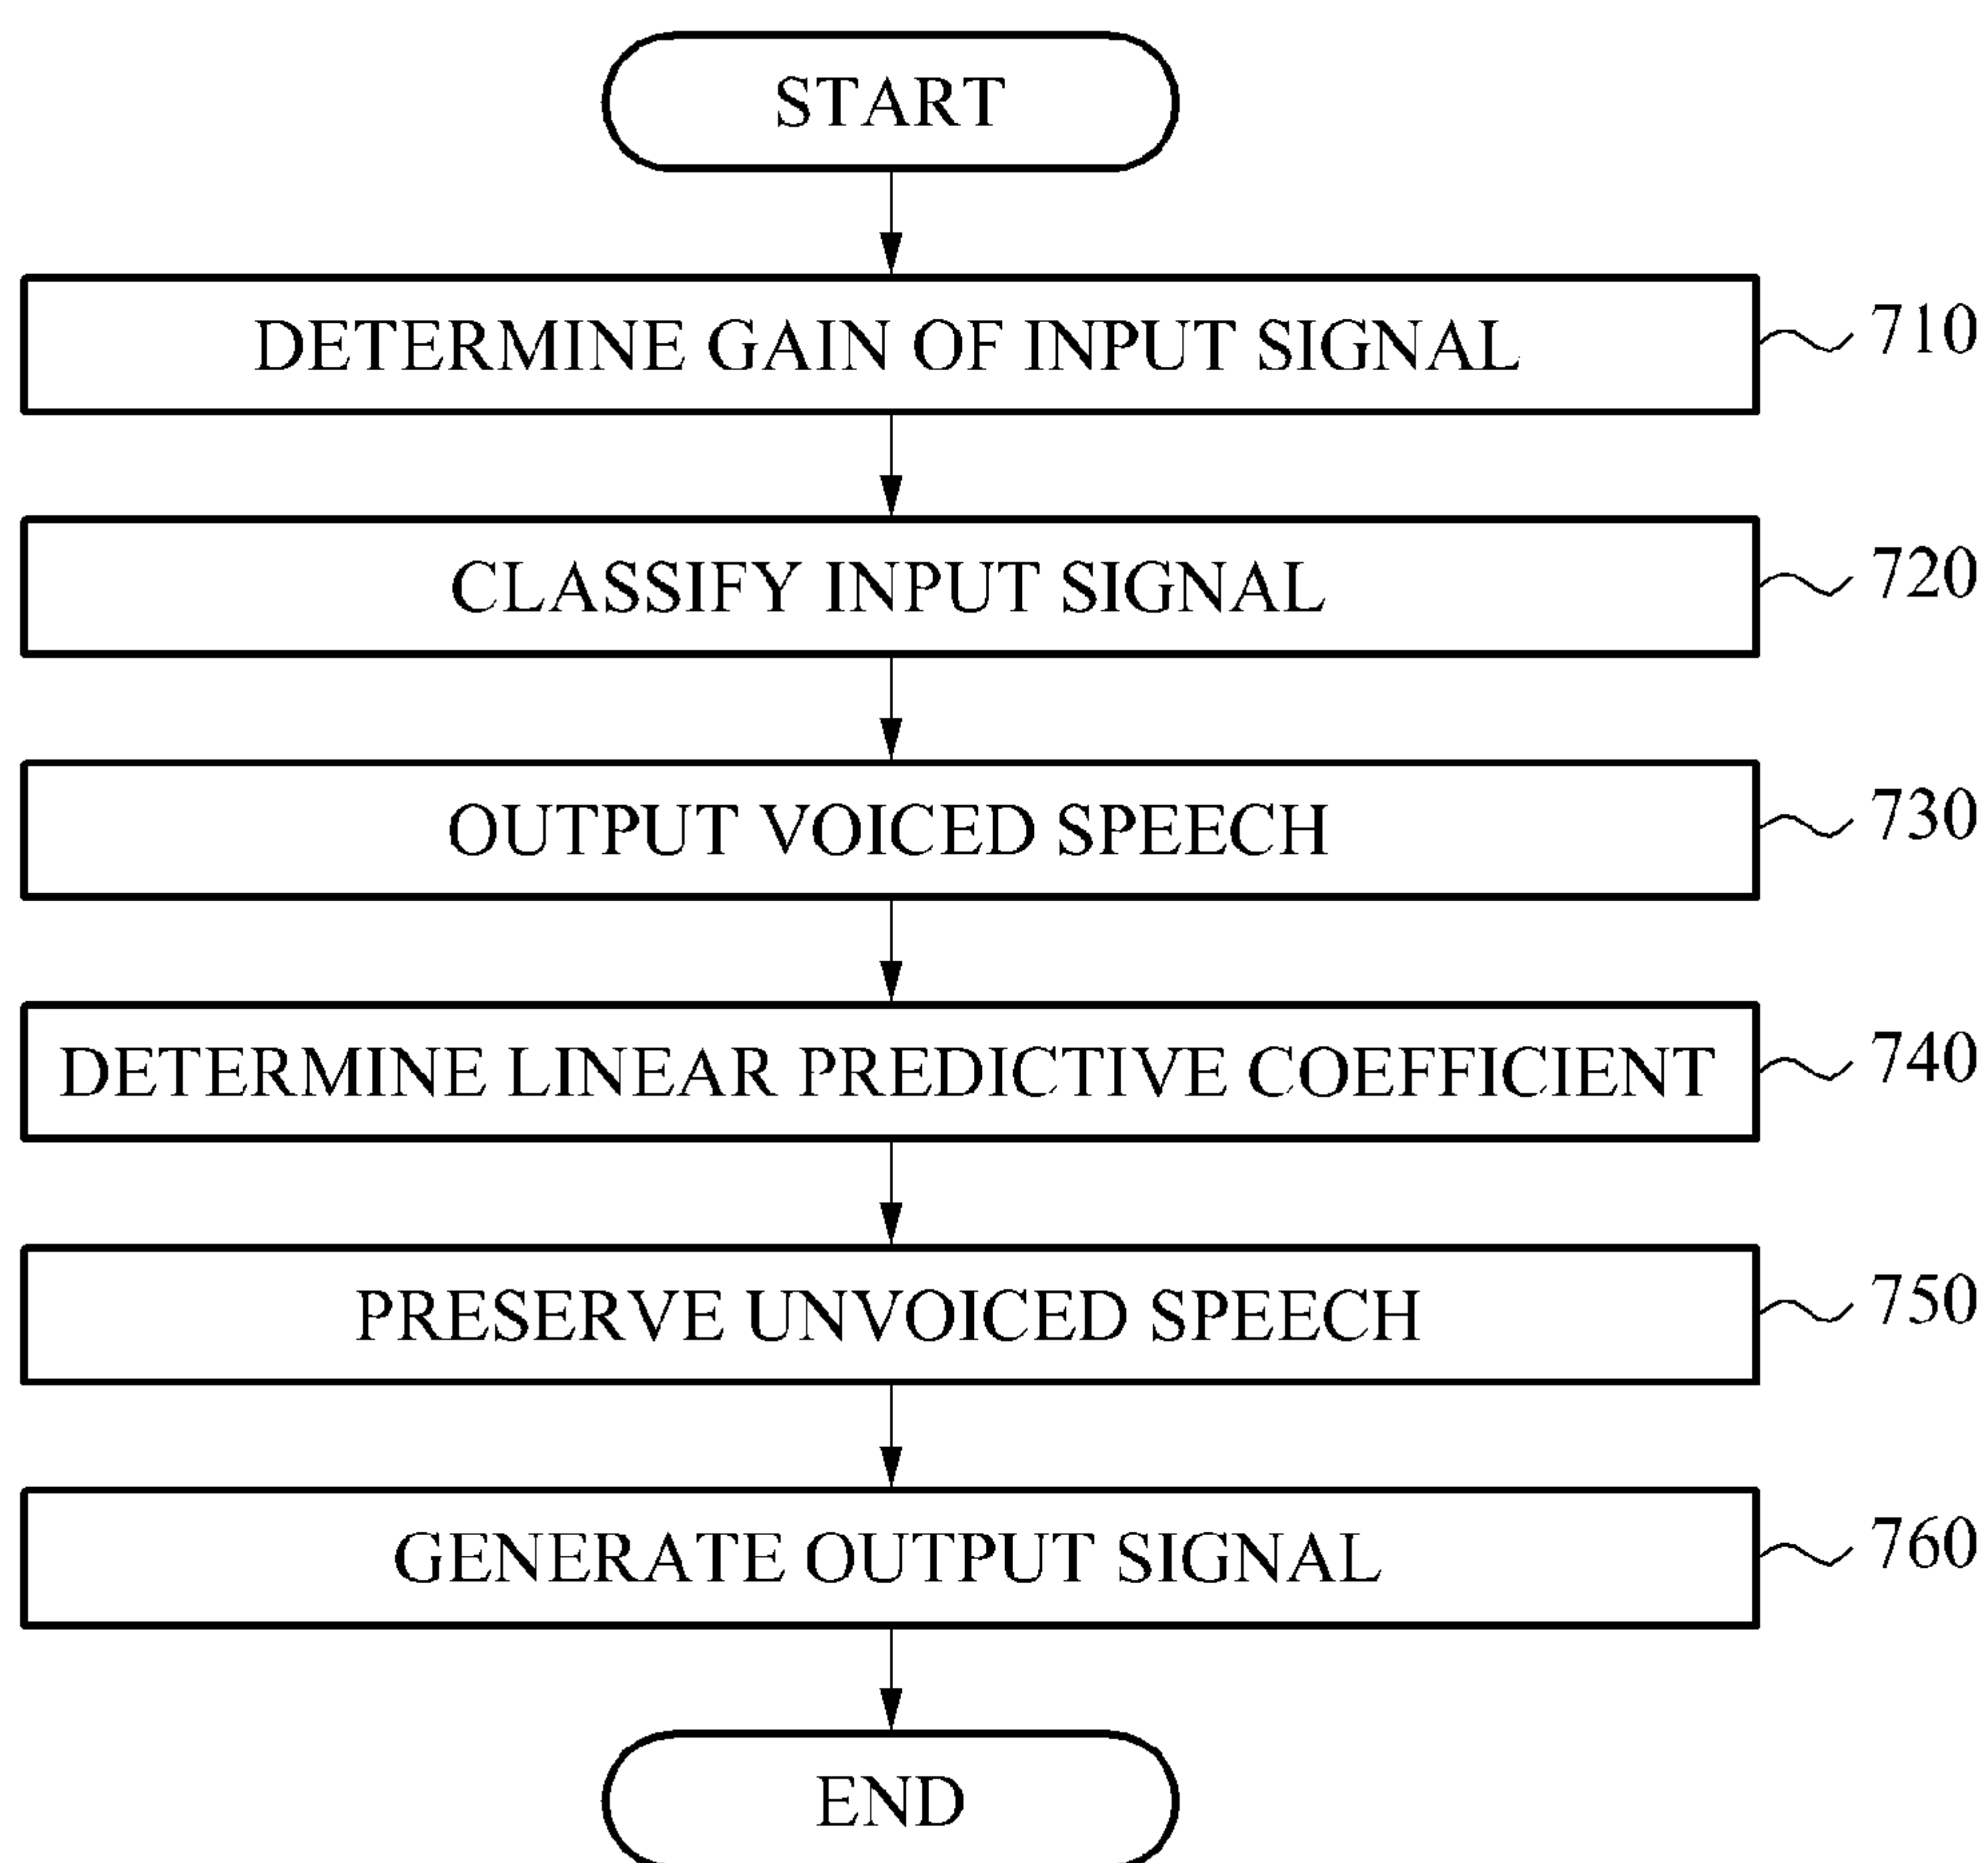 START
DETERMINE GAIN OF INPUT SIGNAL
710
CLASSIFY INPUT SIGNAL
720
OUTPUT VOICED SPEECH
730
DETERMINE LINEAR PREDICTIVE COEFFICIENT
740
PRESERVE UNVOICED SPEECH
750
GENERATE OUTPUT SIGNAL
760
END